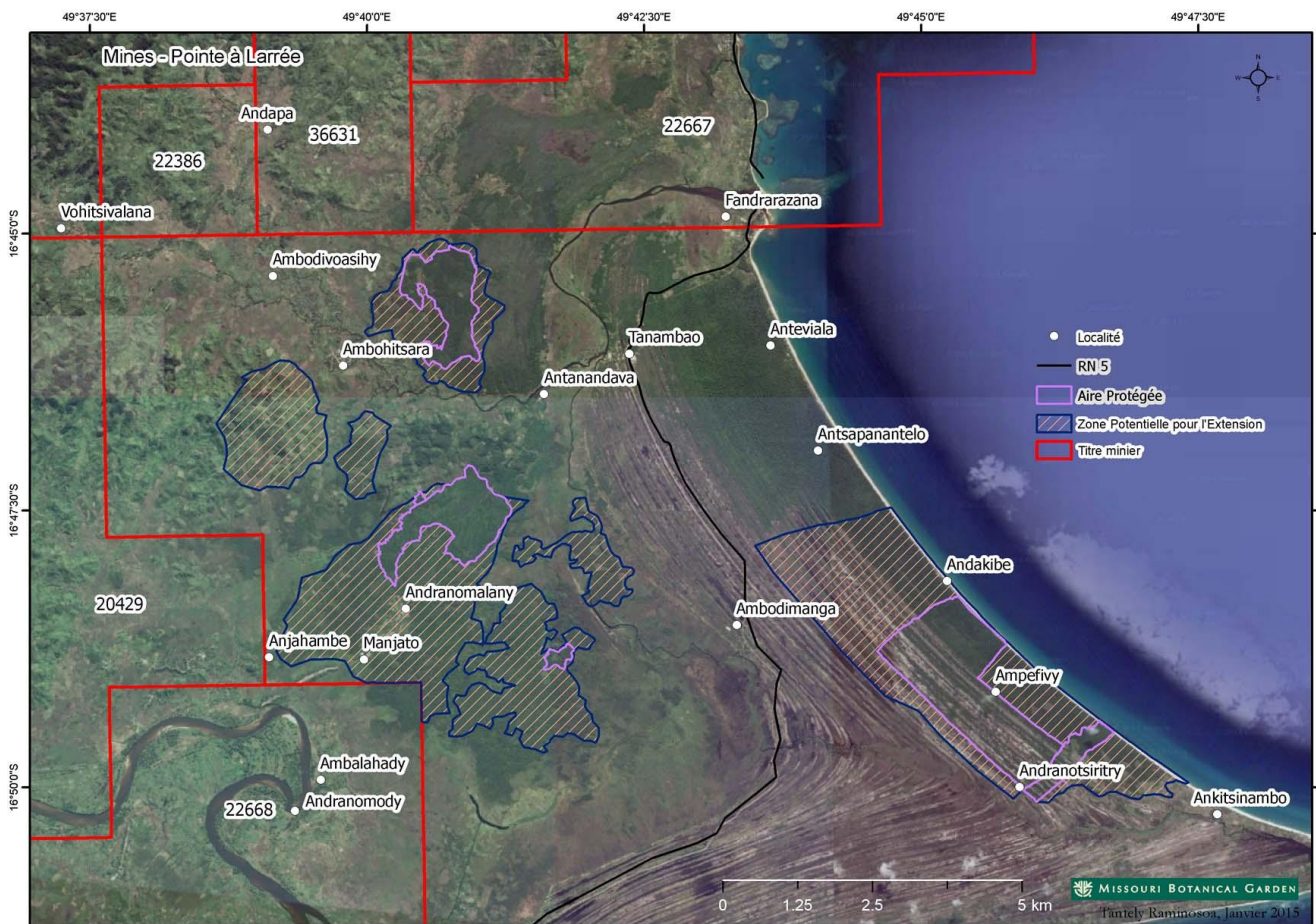 49°37'30"E
49°40'0"E
49°42'30"E
49°45'0"E
49°47'30"E
Mines - Pointe à Larrée
N
W
E
S
Andapa
36631
22667
22386
Fandrarazana
Vohitsivalana
16°45'0"S
Ambodivoasihy
Tanambao
Anteviala
Localité
Ambohitsara
RN 5
Antanandava
Aire Protégée
Zone Potentielle pour l'Extension
Antsapanantelo
Titre minier
16°47'30"S
Andakibe
20429
Andranomalany
Ambodimanga
Anjahambe
Manjato
Ampefivy
Ambalahady
Andranotsiritry
16°50'0"S
22668
Andranomody
Ankitsinambo
0 1.25 2.5 5 km
MISSOURI BOTANICAL GARDEN
Tantely Raminosoa, Janvier 2015